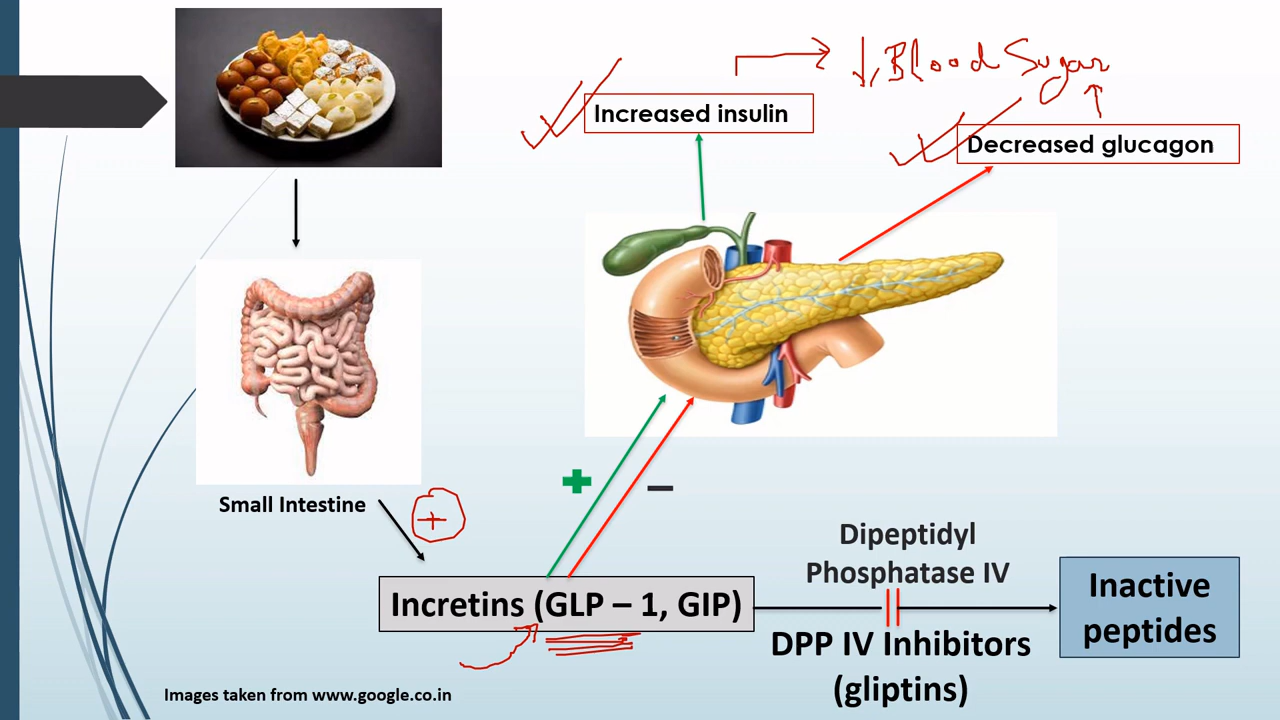 ↓ Blood Sugar
Increased insulin
Decreased glucagon
Small Intestine
+
+
–
Dipeptidyl
Phosphatase IV
Incretins (GLP – 1, GIP)
Inactive
peptides
DPP IV Inhibitors
(gliptins)
Images taken from www.google.co.in